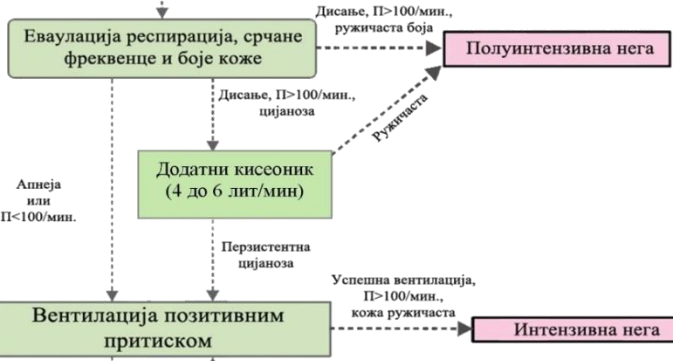 Дисање, П>100/мин.,
ружичаста боја
Еваулација респирација, срчане
фреквенце и боје коже
Полуинтензивна нега
Дисање, П>100/мин.,
цијаноза
Ружичаста
Додатни кисеоник
(4 до 6 лит/мин)
Апнеја
или
П<100/мин.
Перзистентна
цијаноза
Успешна вентилација,
П>100/мин.,
кожа ружичаста
Вентилација позитивним
притиском
Интензивна нега